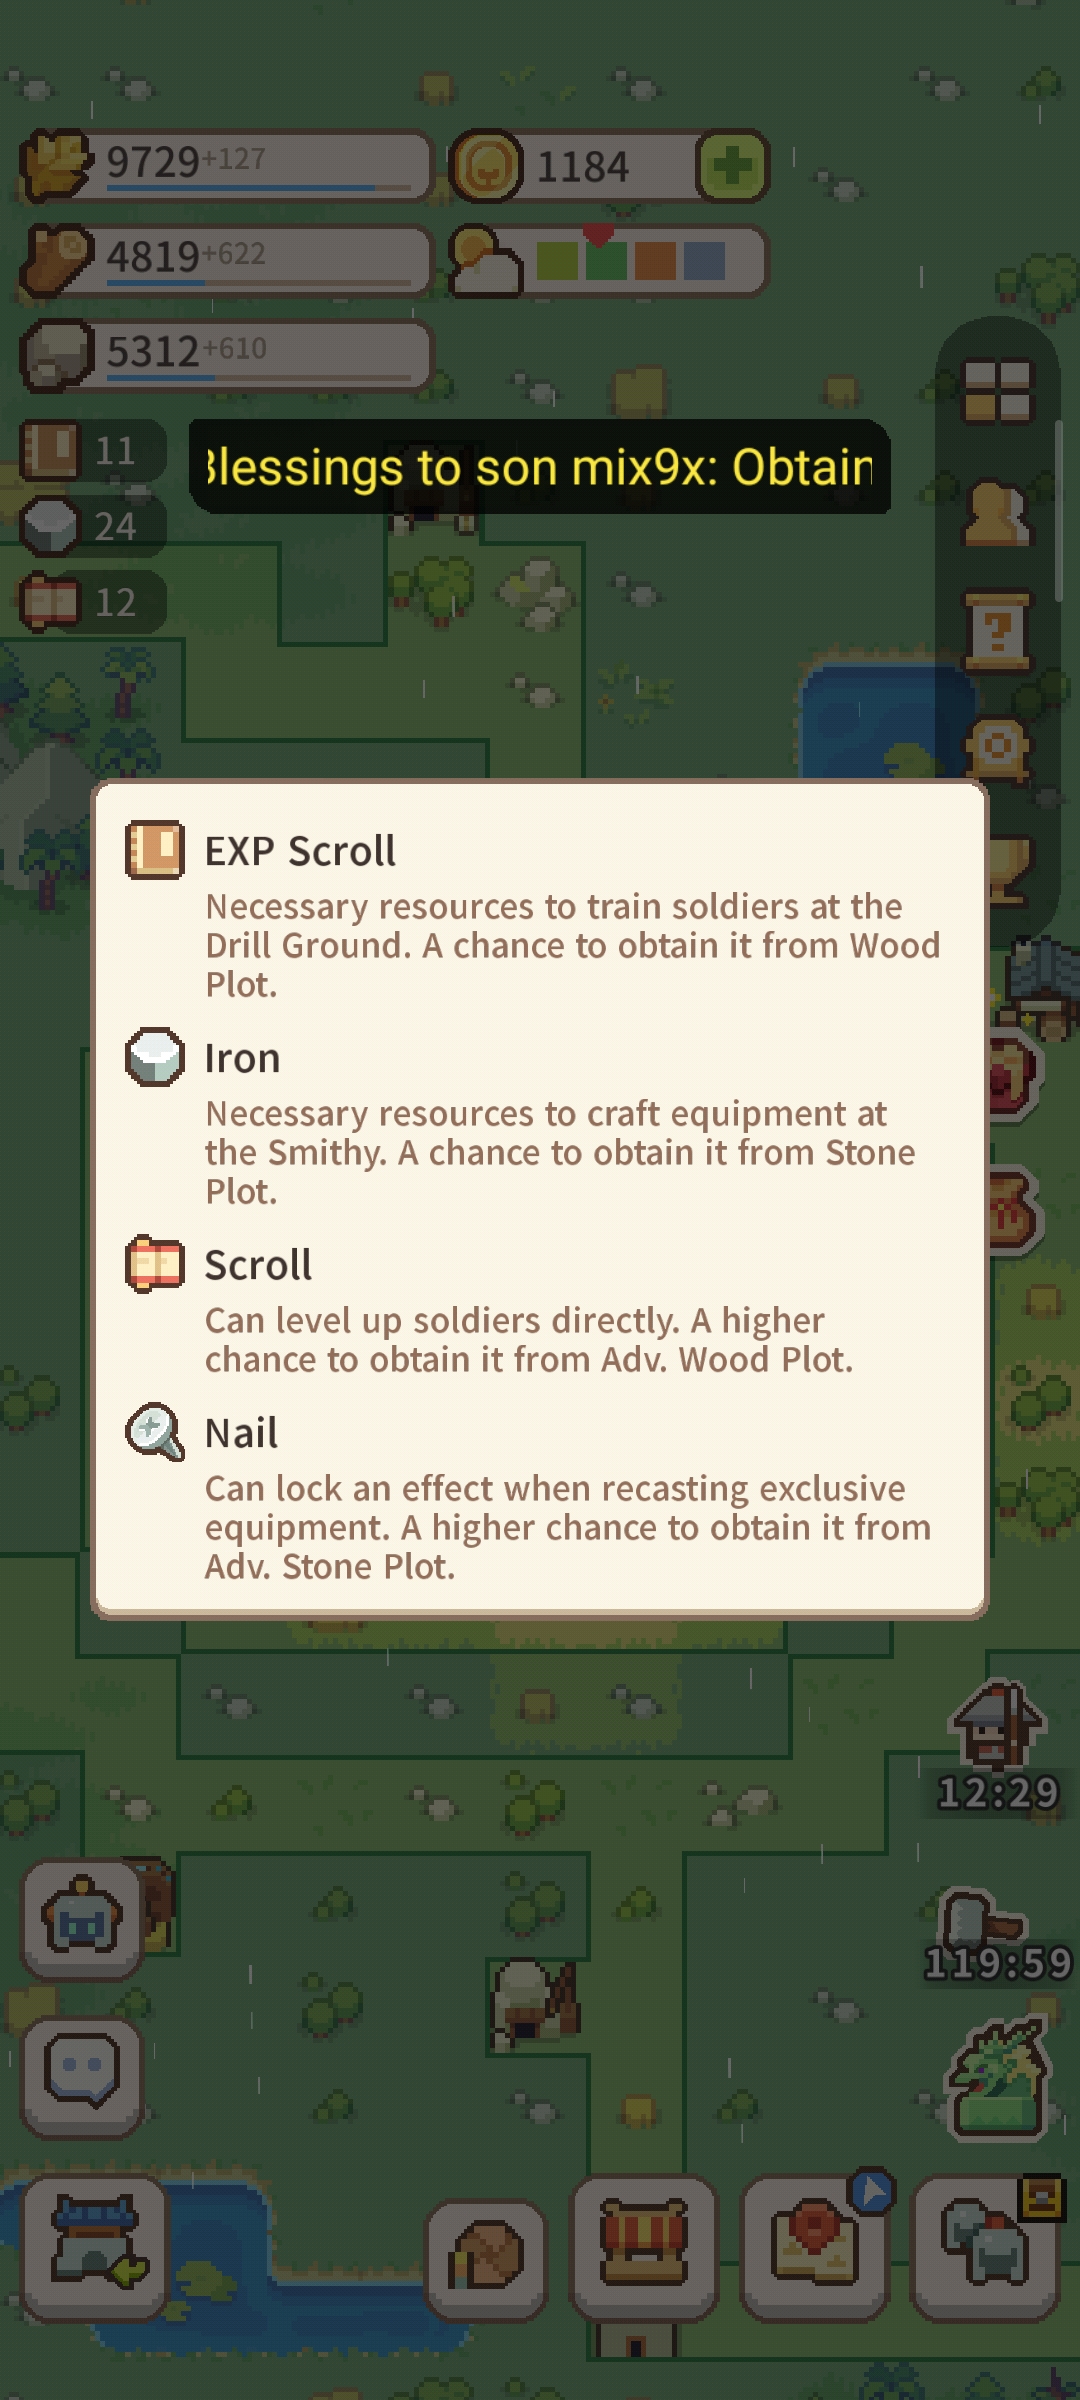 9729+127
1184
4819+622
5312+610
11
Blessings to son mix9x: Obtain
24
12
EXP Scroll
Necessary resources to train soldiers at the
Drill Ground. A chance to obtain it from Wood
Plot.
Iron
Necessary resources to craft equipment at
the Smithy. A chance to obtain it from Stone
Plot.
Scroll
Can level up soldiers directly. A higher
chance to obtain it from Adv. Wood Plot.
Nail
Can lock an effect when recasting exclusive
equipment. A higher chance to obtain it from
Adv. Stone Plot.
12:29
119:59